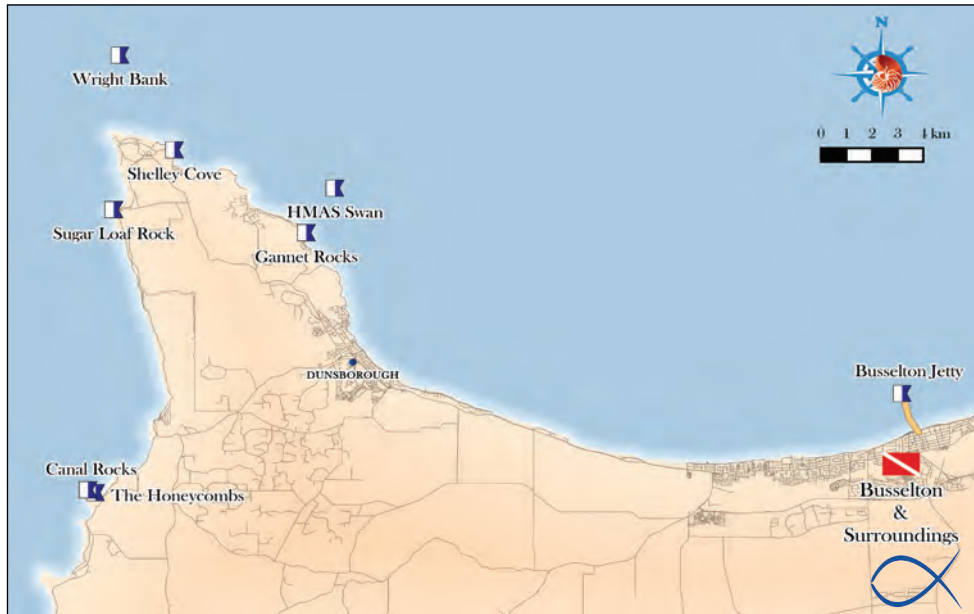 N
Wright Bank
0 1 2 3 4 km
Shelley Cove
HMAS Swan
Sugar Loaf Rock
Gannet Rocks
DUNSBOROUGH
Busselton Jetty
Canal Rocks
The Honeycombs
Busselton
&
Surroundings